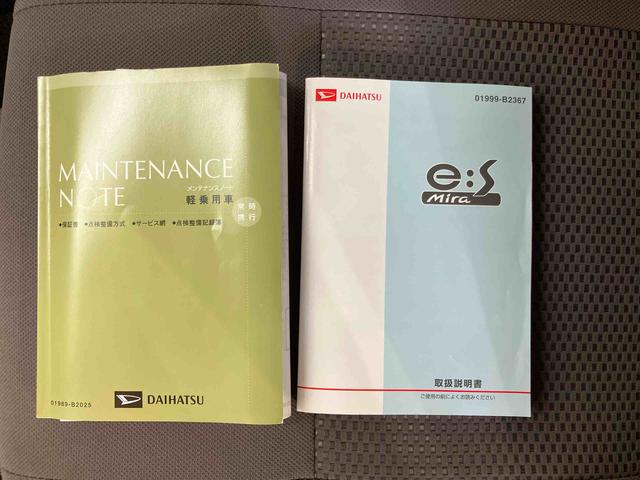 MAINTENANCE
NOTE
メンテナンスノート
軽乗用車
常時
携行
●保証書 ●点検整備方式 ●サービス網 ●点検整備記録簿
01989-B2025
DAIHATSU
DAIHATSU
01999-B2367
e:S
Mira
取扱説明書
ご使用の前によくお読みください